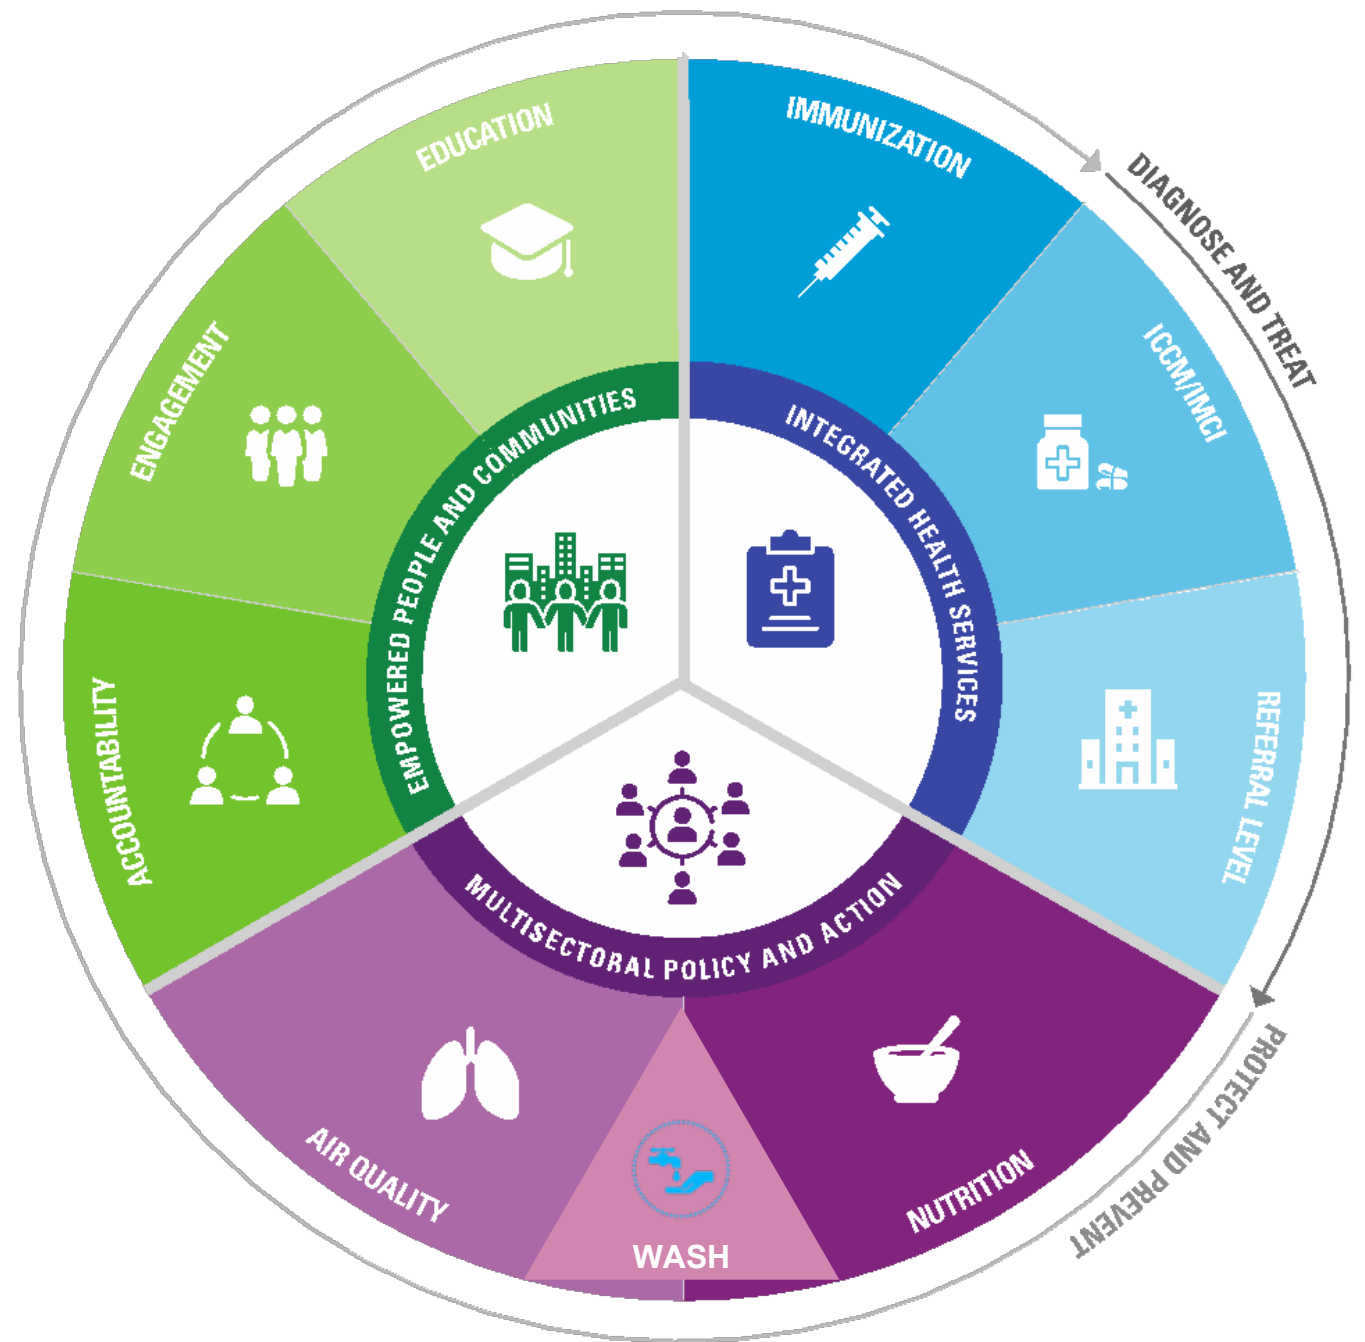 EDUCATION
IMMUNIZATION
DIAGNOSE AND TREAT
ENGAGEMENT
ICCM/IMCI
EMPOWERED PEOPLE AND COMMUNITIES
INTEGRATED HEALTH SERVICES
ACCOUNTABILITY
REFERRAL LEVEL
MULTISECTORAL POLICY AND ACTION
AIR QUALITY
WASH
NUTRITION
PROTECT AND PREVENT